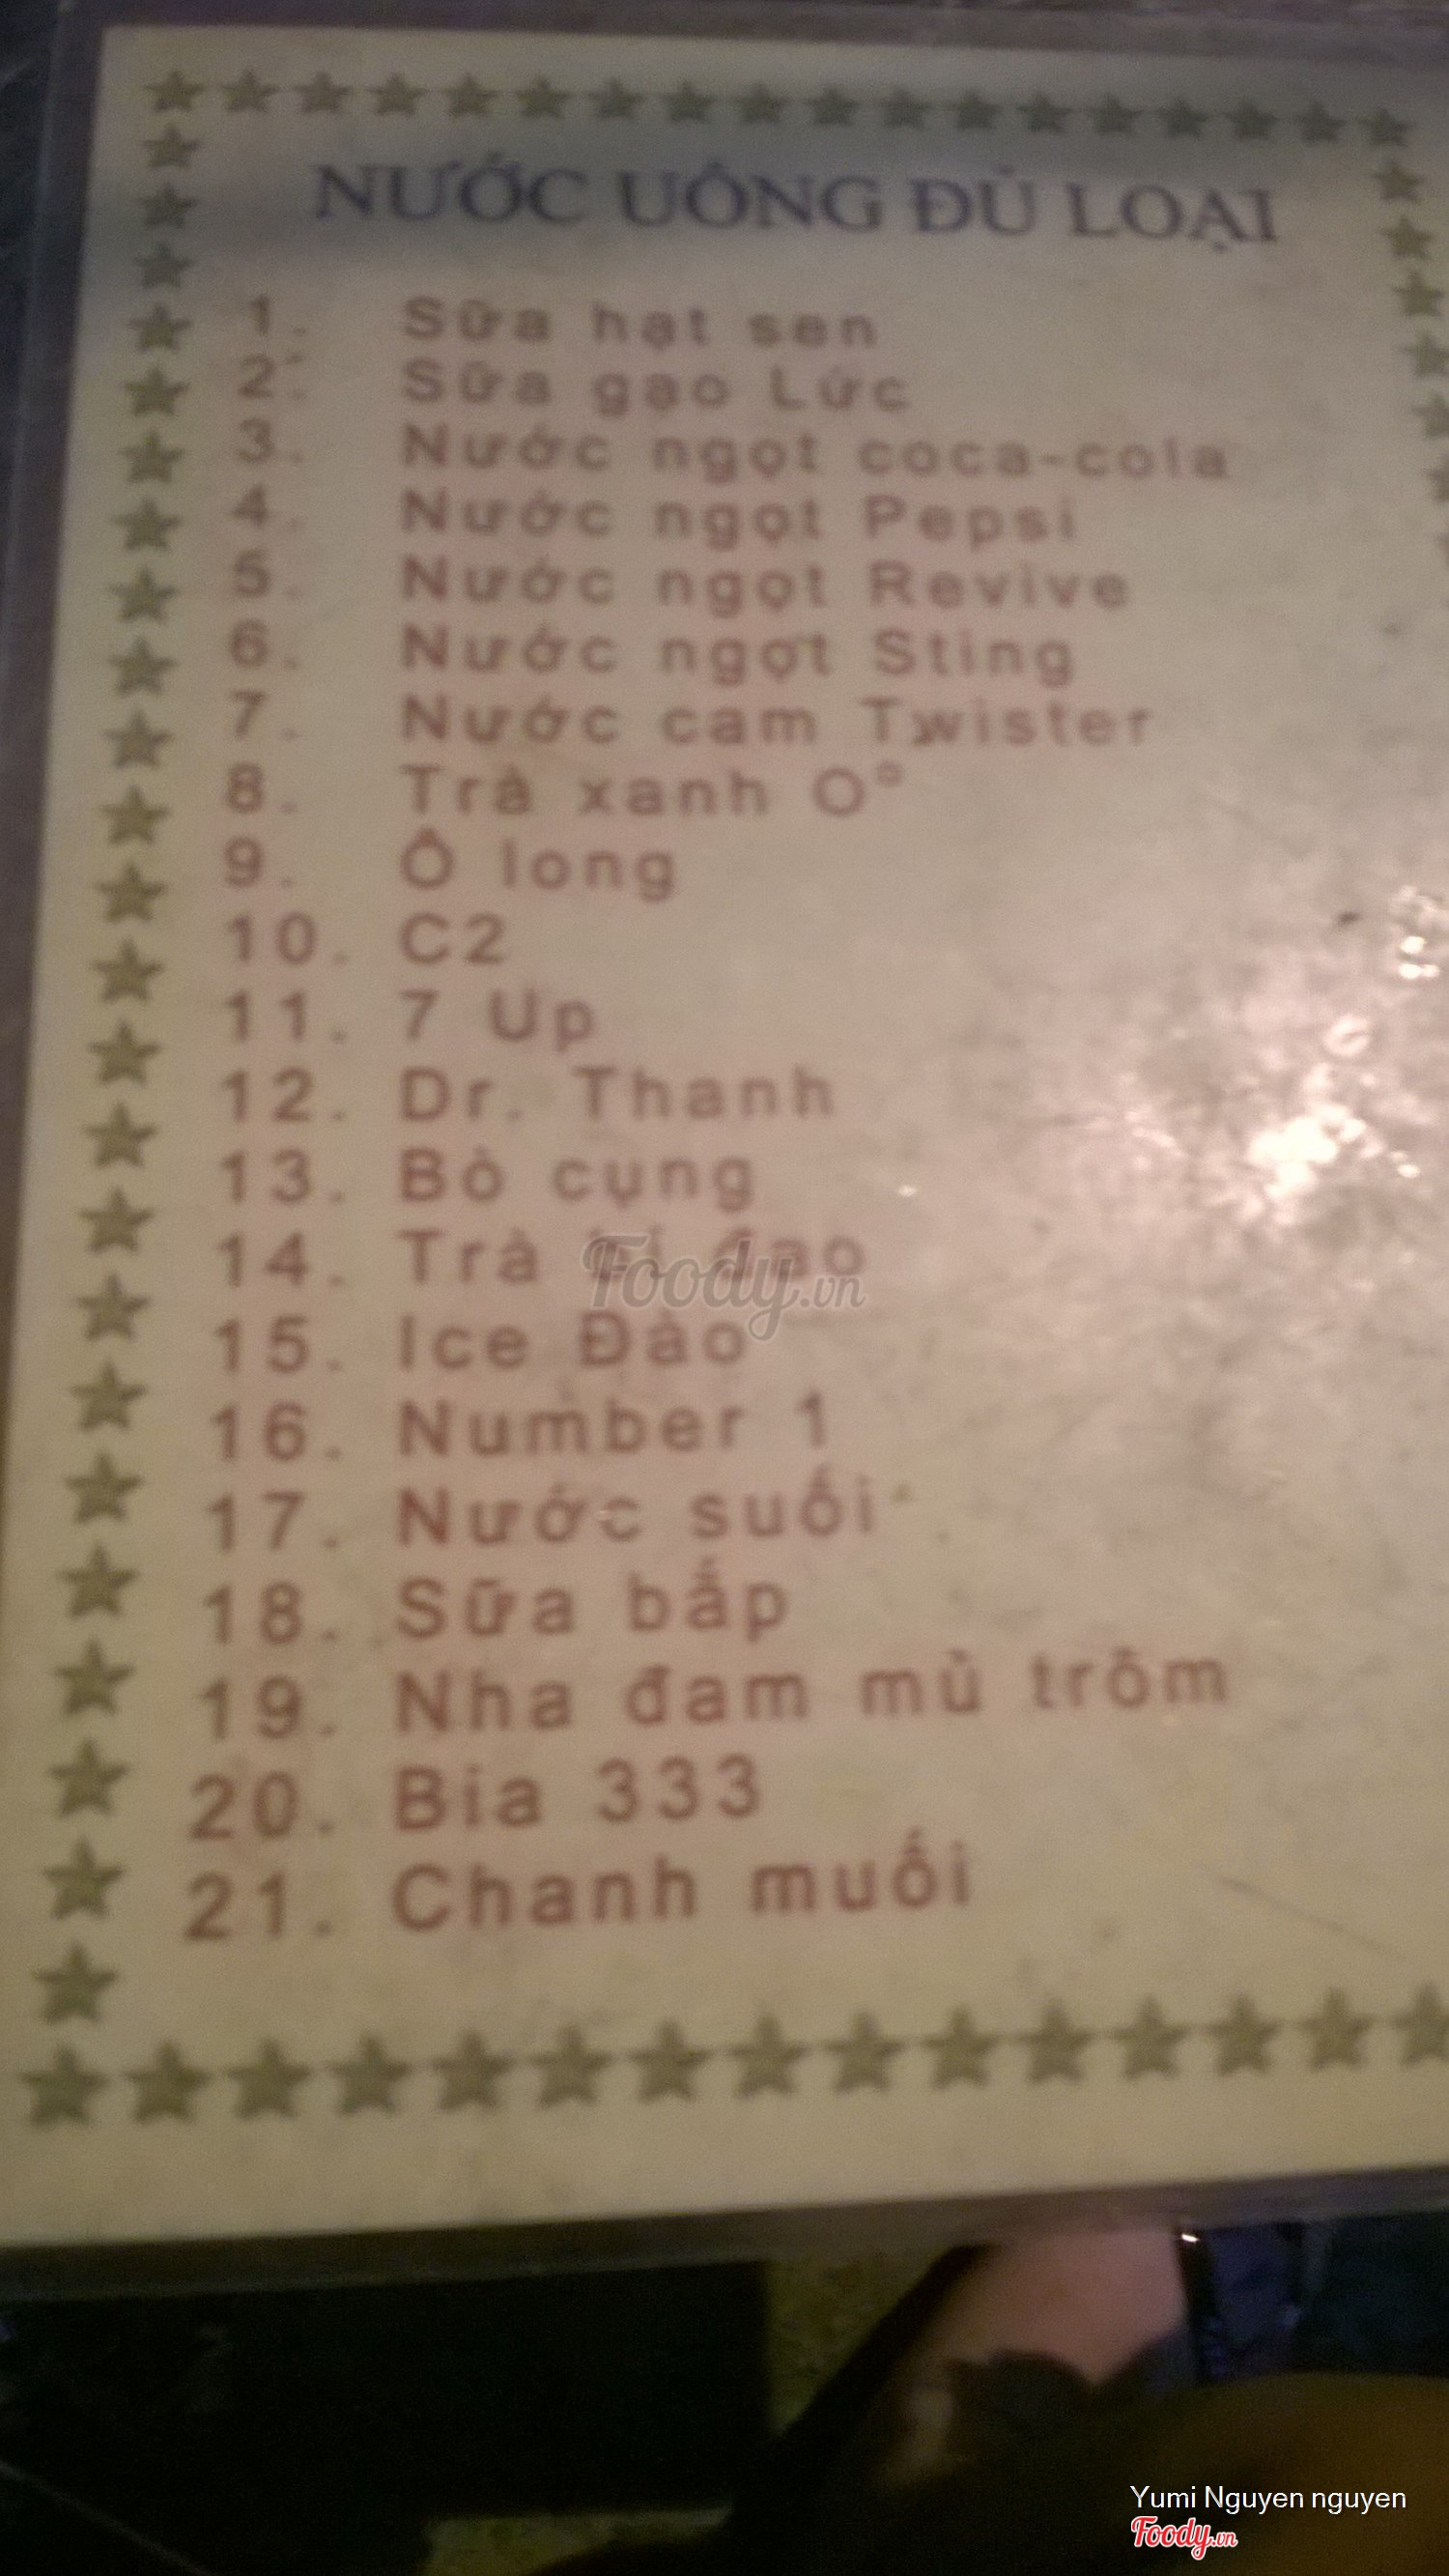 NƯỚC UỐNG ĐỦ LOẠI
1. Sữa hạt sen
2. Sữa gạo Lức
3. Nước ngọt coca-cola
4. Nước ngọt Pepsi
5. Nước ngọt Revive
6. Nước ngọt Sting
7. Nước cam Twister
8. Trà xanh O°
9. Ô long
10. C2
11. 7 Up
12. Dr. Thanh
13. Bò cụng
14. Trà bí đao
15. Ice Đào
16. Number 1
17. Nước suối
18. Sữa bắp
19. Nha đam mủ trôm
20. Bia 333
21. Chanh muối
Foody.vn
Yumi Nguyen nguyen
Foody.vn